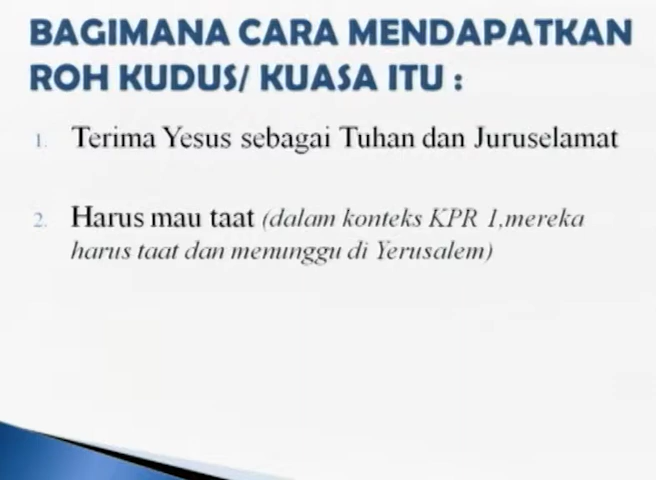 BAGIMANA CARA MENDAPATKAN
ROH KUDUS/ KUASA ITU :
1. Terima Yesus sebagai Tuhan dan Juruselamat
2. Harus mau taat (dalam konteks KPR 1,mereka
harus taat dan menunggu di Yerusalem)